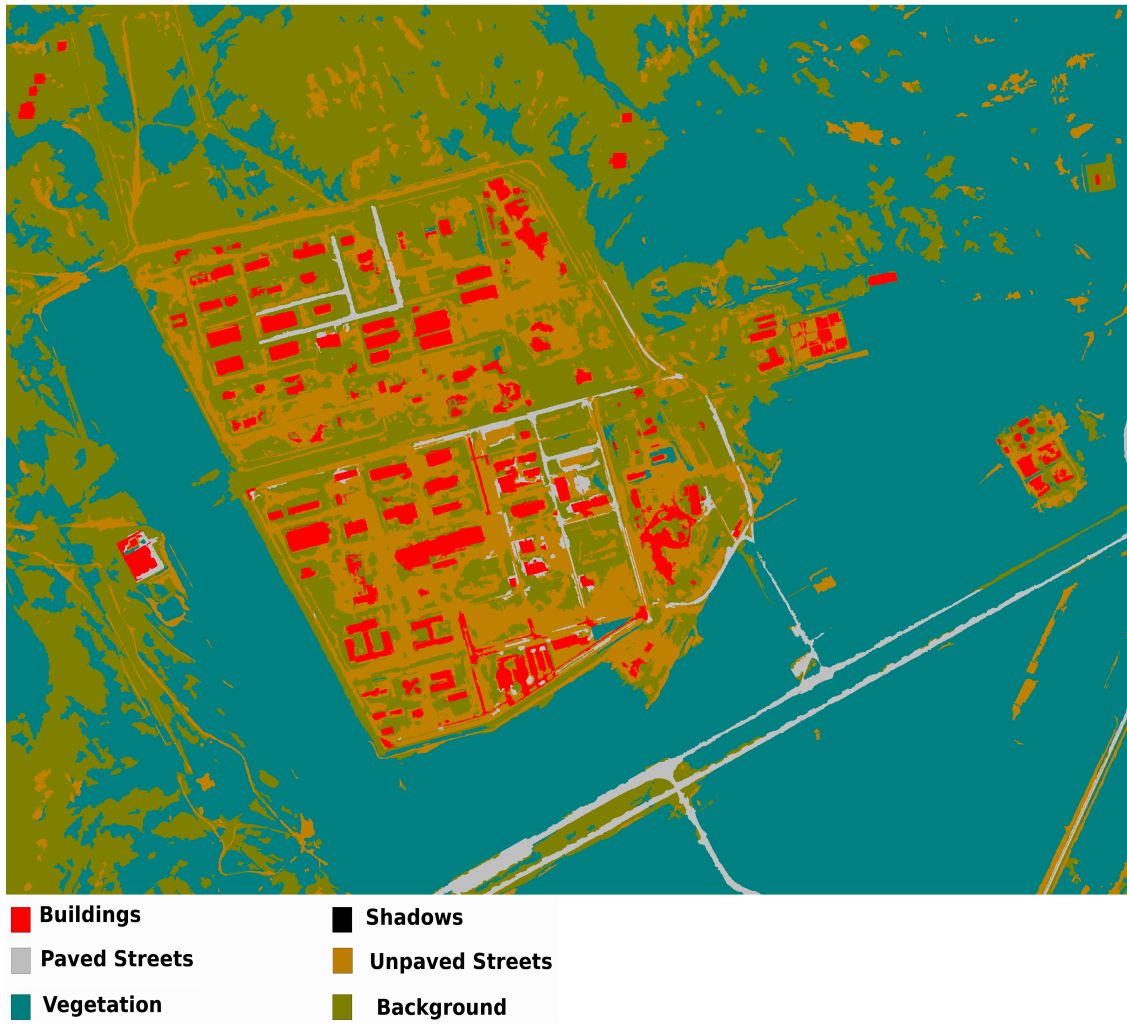 Buildings
Shadows
Paved Streets
Unpaved Streets
Vegetation
Background